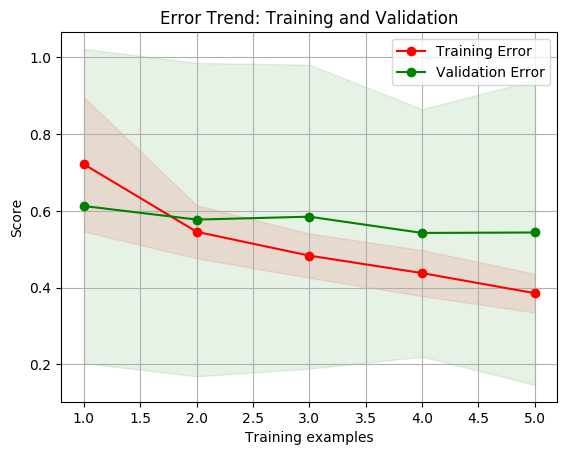 Error Trend: Training and Validation
Training Error
Validation Error
Score
1.0
0.8
0.6
0.4
0.2
1.0 1.5 2.0 2.5 3.0 3.5 4.0 4.5 5.0
Training examples